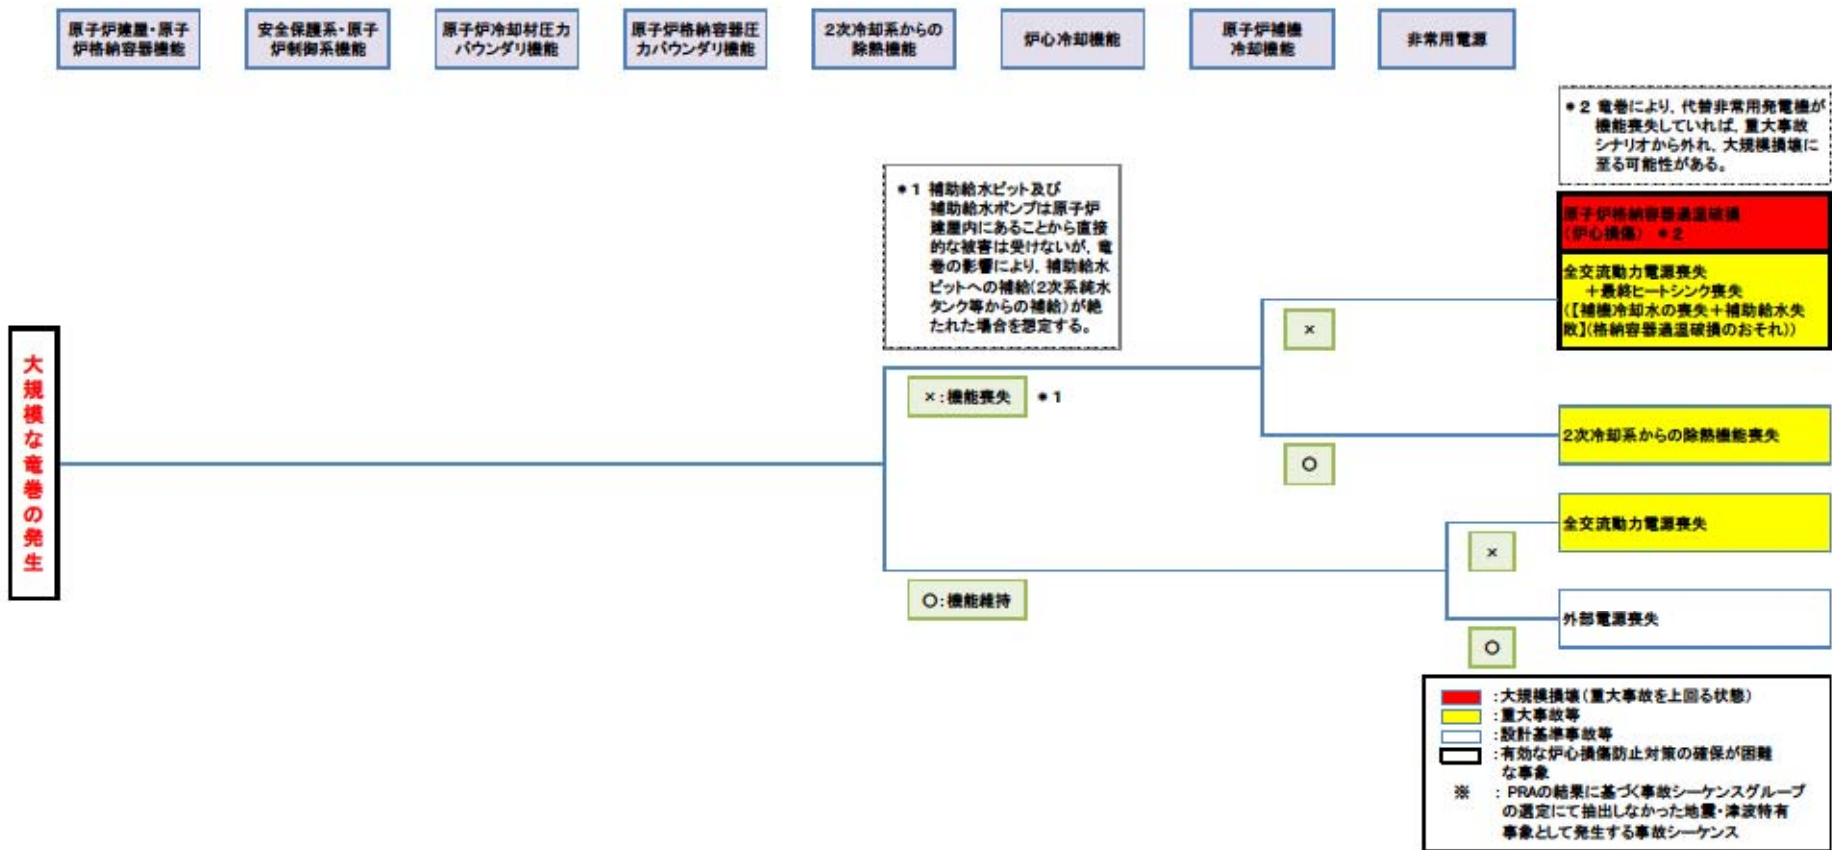 原子炉建屋・原子
炉格納容器機能
安全保護系・原子
炉制御系機能
原子炉冷却材圧力
バウンダリ機能
原子炉格納容器圧
力バウンダリ機能
2次冷却系からの
除熱機能
炉心冷却機能
原子炉補機
冷却機能
非常用電源
*2 竜巻により、代替非常用発電機が
機能喪失していれば、重大事故
シナリオから外れ、大規模損壊に
至る可能性がある。
*1 補助給水ピット及び
補助給水ポンプは原子炉
建屋内にあることから直接
的な被害は受けないが、竜
巻の影響により、補助給水
ピットへの補給(2次系純水
タンク等からの補給)が絶
たれた場合を想定する。
原子炉格納容器過温破損
(炉心損傷) *2
全交流動力電源喪失
+最終ヒートシンク喪失
(【補機冷却水の喪失+補助給水失
敗】(格納容器過温破損のおそれ))
×
大規模な竜巻の発生
×:機能喪失 *1
2次冷却系からの除熱機能喪失
○
全交流動力電源喪失
×
○:機能維持
外部電源喪失
○
:大規模損壊(重大事故を上回る状態)
:重大事故等
:設計基準事故等
:有効な炉心損傷防止対策の確保が困難
な事象
※ : PRAの結果に基づく事故シーケンスグループ
の選定にて抽出しなかった地震・津波特有
事象として発生する事故シーケンス